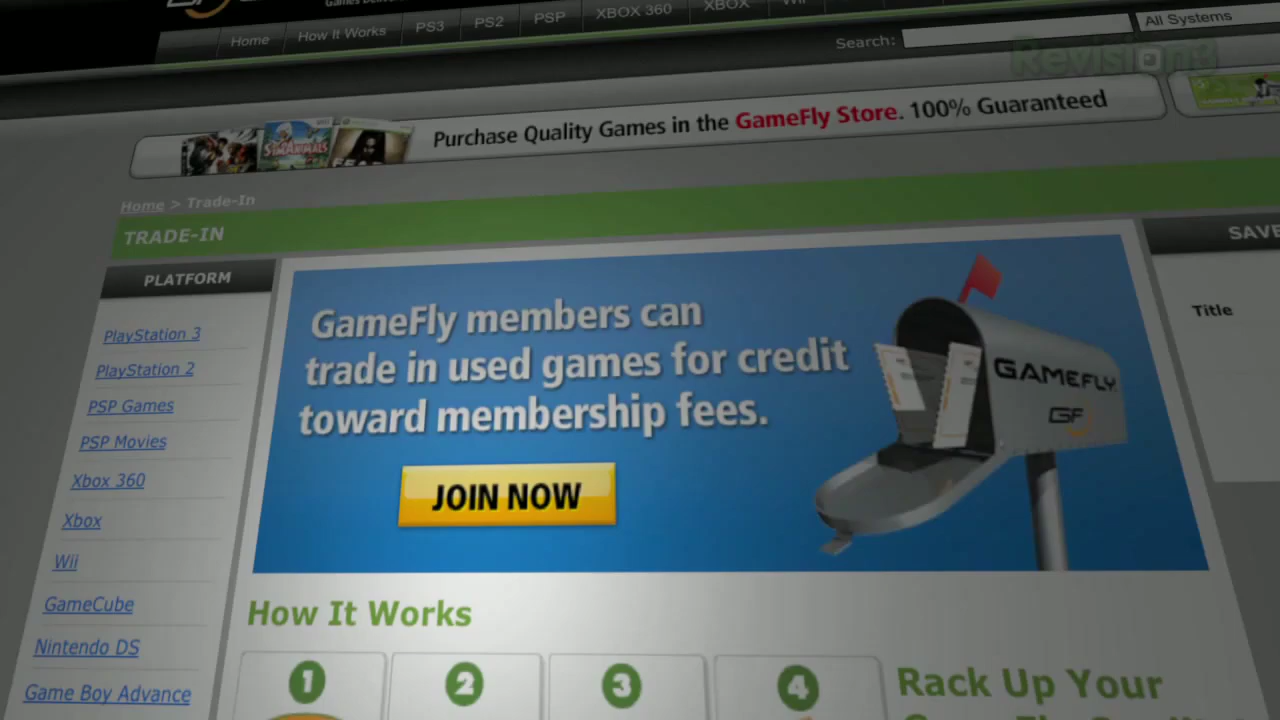 Home How It Works PS3 PS2 PSP XBOX 360 XBOX
Search: All Systems
Revision3
Purchase Quality Games in the GameFly Store. 100% Guaranteed
Home > Trade-In
TRADE-IN
PLATFORM
PlayStation 3
PlayStation 2
PSP Games
PSP Movies
Xbox 360
Xbox
Wii
GameCube
Nintendo DS
Game Boy Advance
GameFly members can
trade in used games for credit
toward membership fees.
JOIN NOW
GAMEFLY
GF
SAVE
Title
How It Works
1 2 3 4
Rack Up Your